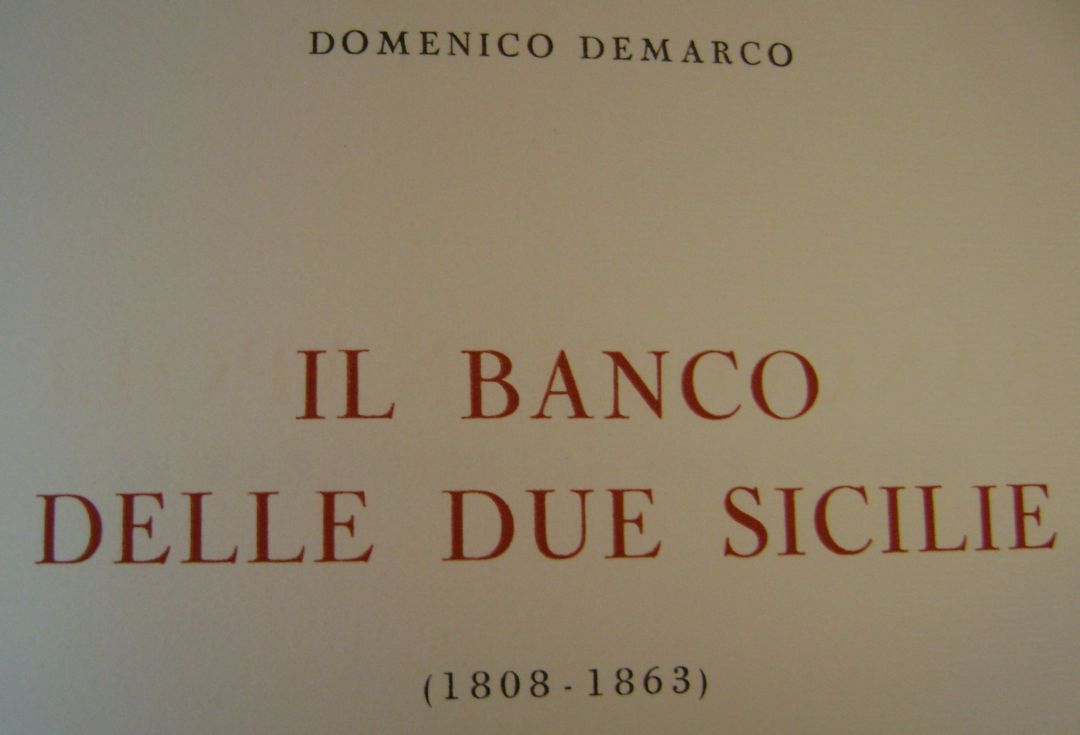 DOMENICO DEMARCO
IL BANCO
DELLE DUE SICILIE
(1808-1863)